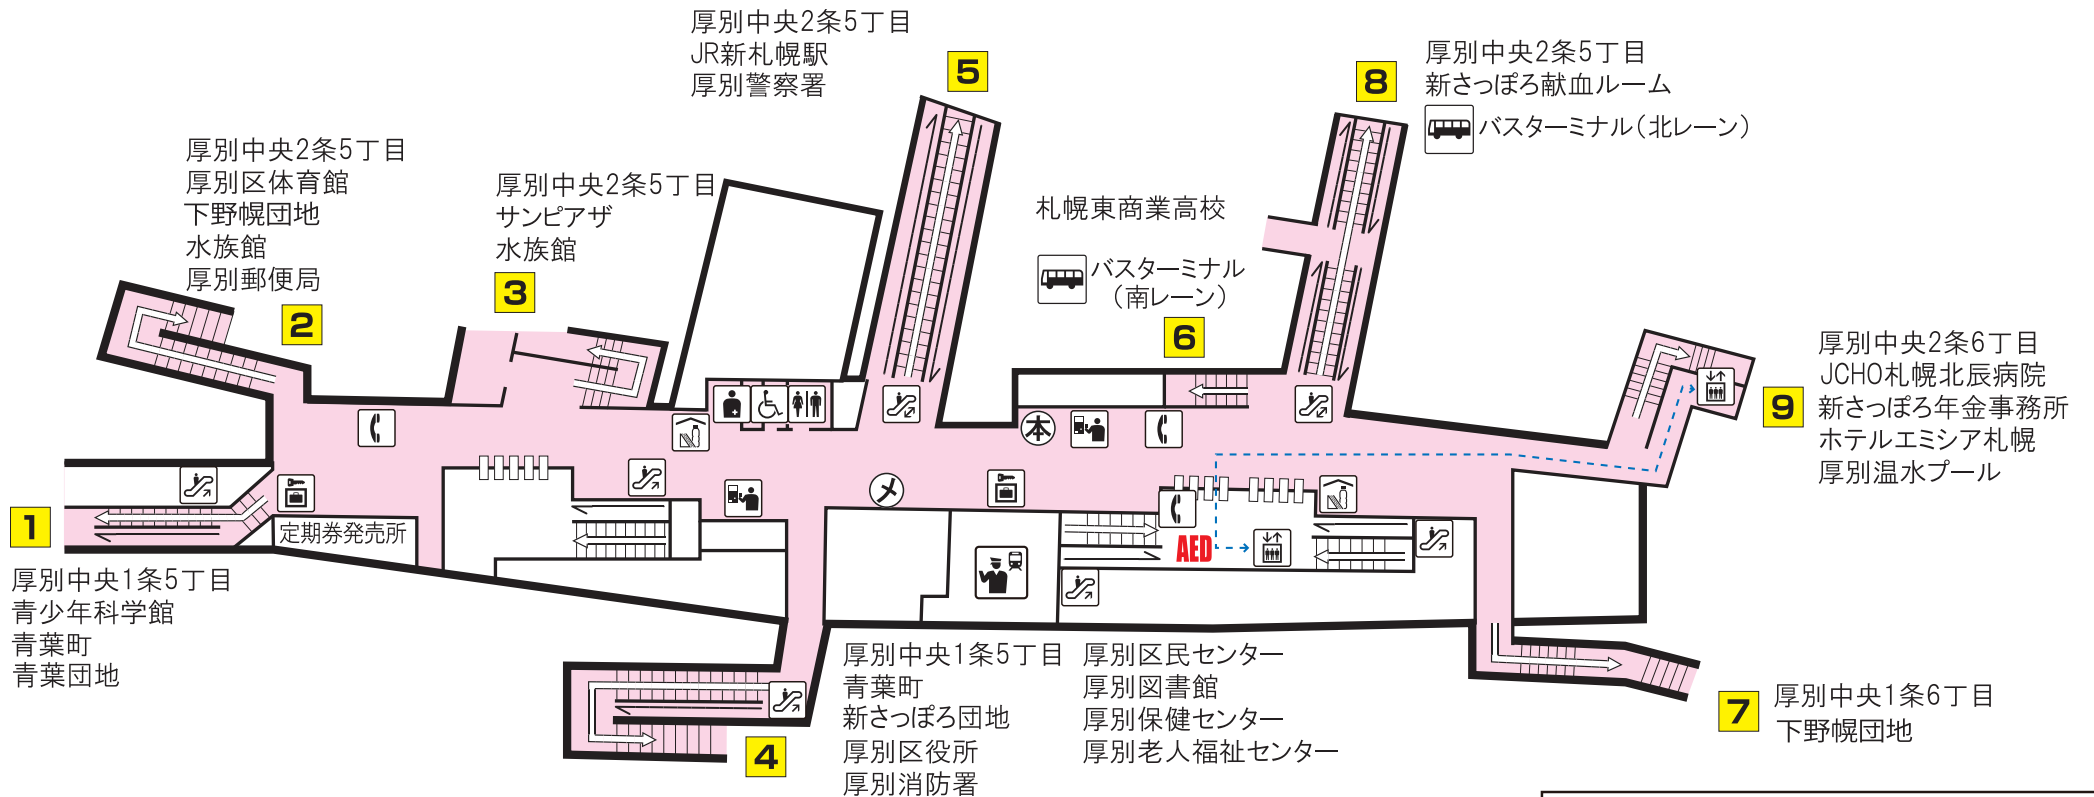 厚別中央2条5丁目
JR新札幌駅
厚別警察署
5
8
厚別中央2条5丁目
新さっぽろ献血ルーム
バスターミナル（北レーン）
厚別中央2条5丁目
厚別区体育館
下野幌団地
水族館
厚別郵便局
2
厚別中央2条5丁目
サンピアザ
水族館
3
札幌東商業高校
バスターミナル
（南レーン）
6
厚別中央2条6丁目
JCHO札幌北辰病院
新さっぽろ年金事務所
ホテルエミシア札幌
厚別温水プール
9
本
メ
定期券発売所
AED
1
厚別中央1条5丁目
青少年科学館
青葉町
青葉団地
4
厚別中央1条5丁目
青葉町
新さっぽろ団地
厚別区役所
厚別消防署
厚別区民センター
厚別図書館
厚別保健センター
厚別老人福祉センター
7
厚別中央1条6丁目
下野幌団地